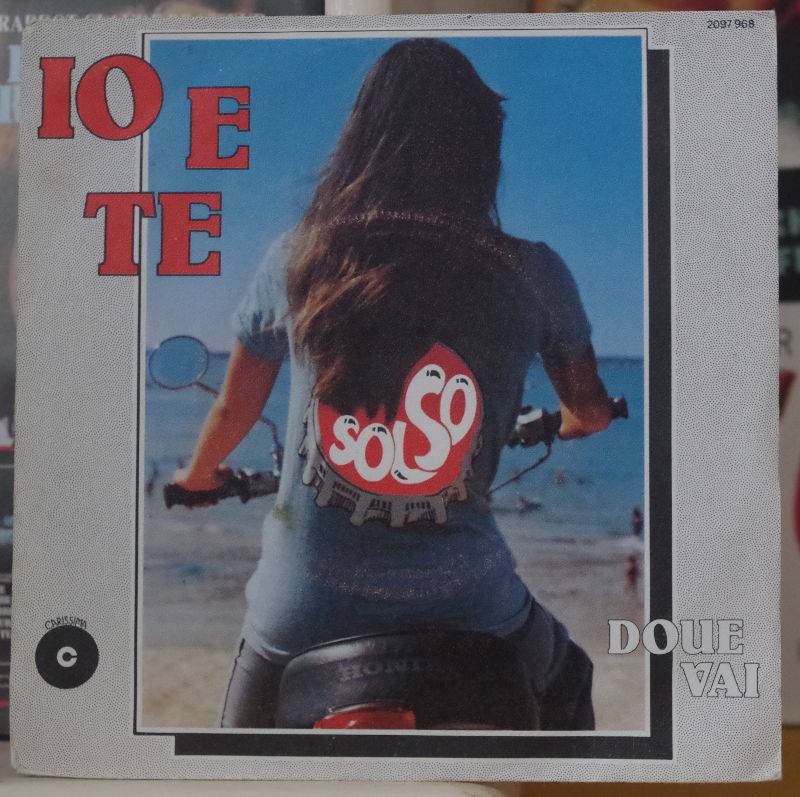 2097 968
IO E
TE
SOLSO
HONDA
CARISSIMA
C
DOUE
VAI